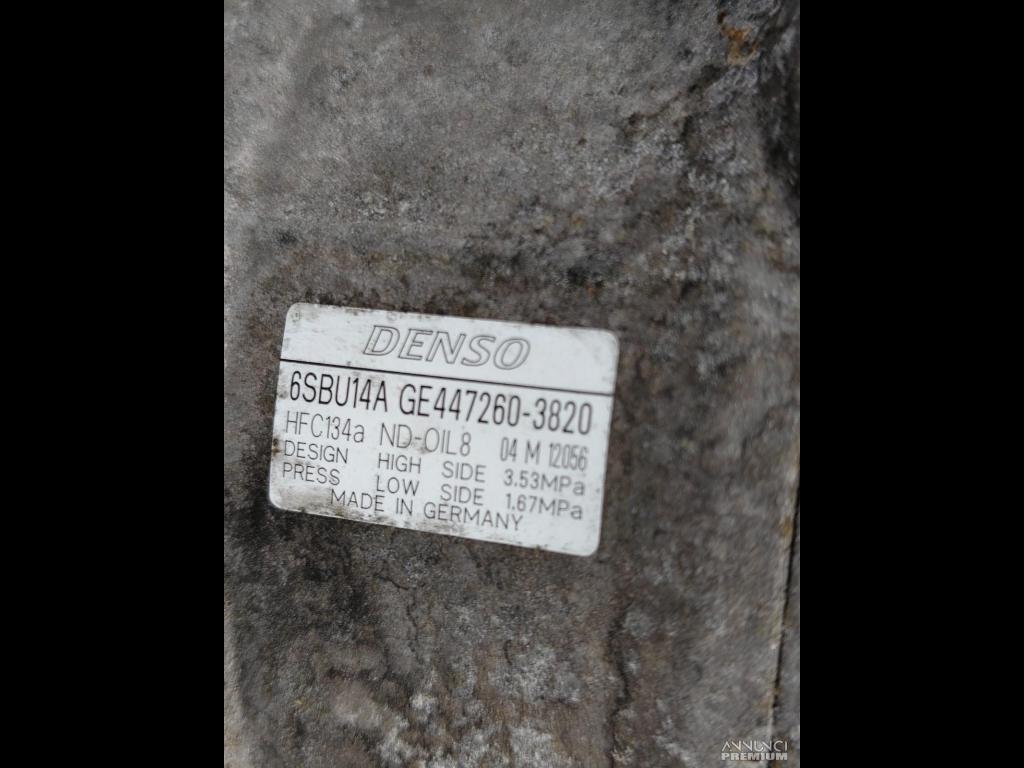 DENSO
6SBU14A GE447260-3820
HFC134a ND-OIL8 04 M 12056
DESIGN HIGH SIDE 3.53MPa
PRESS LOW SIDE 1.67MPa
MADE IN GERMANY
ANNUNCI
PREMIUM